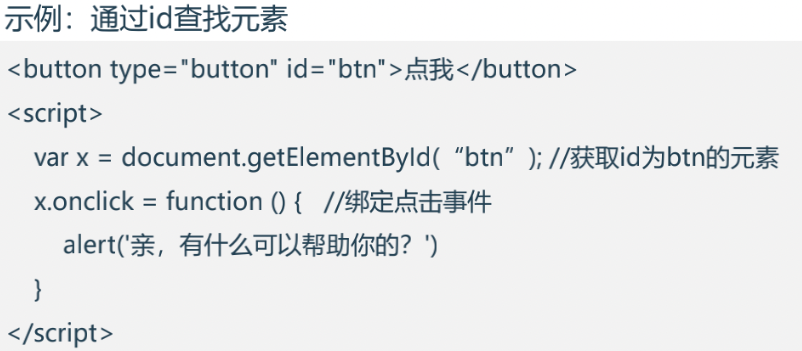 示例：通过id查找元素
<button type="button" id="btn">点我</button>
<script>
var x = document.getElementById(“btn”); //获取id为btn的元素
x.onclick = function () { //绑定点击事件
alert('亲，有什么可以帮助你的？')
}
</script>